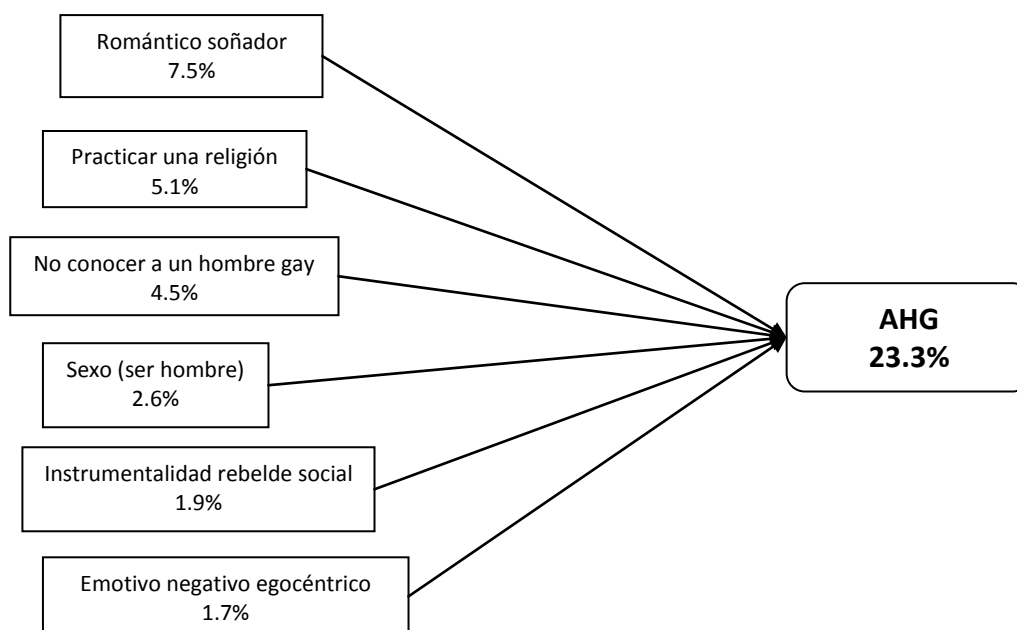 Romántico soñador
7.5%
Practicar una religión
5.1%
No conocer a un hombre gay
4.5%
Sexo (ser hombre)
2.6%
Instrumentalidad rebelde social
1.9%
Emotivo negativo egocéntrico
1.7%
AHG
23.3%